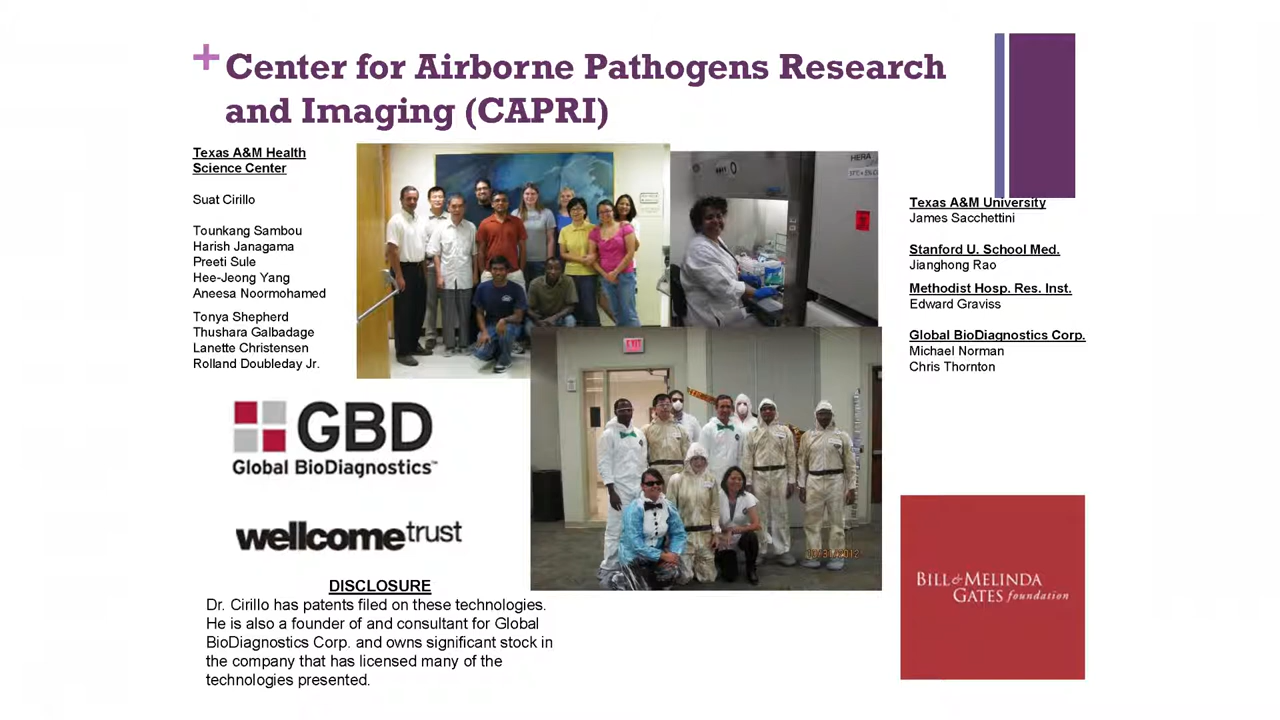 + Center for Airborne Pathogens Research
and Imaging (CAPRI)
Texas A&M Health
Science Center
Suat Cirillo
Tounkang Sambou
Harish Janagama
Preeti Sule
Hee-Jeong Yang
Aneesa Noormohamed
Tonya Shepherd
Thushara Galbadage
Lanette Christensen
Rolland Doubleday Jr.
HERA
EXIT
Texas A&M University
James Sacchettini
Stanford U. School Med.
Jianghong Rao
Methodist Hosp. Res. Inst.
Edward Graviss
Global BioDiagnostics Corp.
Michael Norman
Chris Thornton
GBD
Global BioDiagnostics™
wellcometrust
BILL & MELINDA
GATES foundation
DISCLOSURE
Dr. Cirillo has patents filed on these technologies.
He is also a founder of and consultant for Global
BioDiagnostics Corp. and owns significant stock in
the company that has licensed many of the
technologies presented.